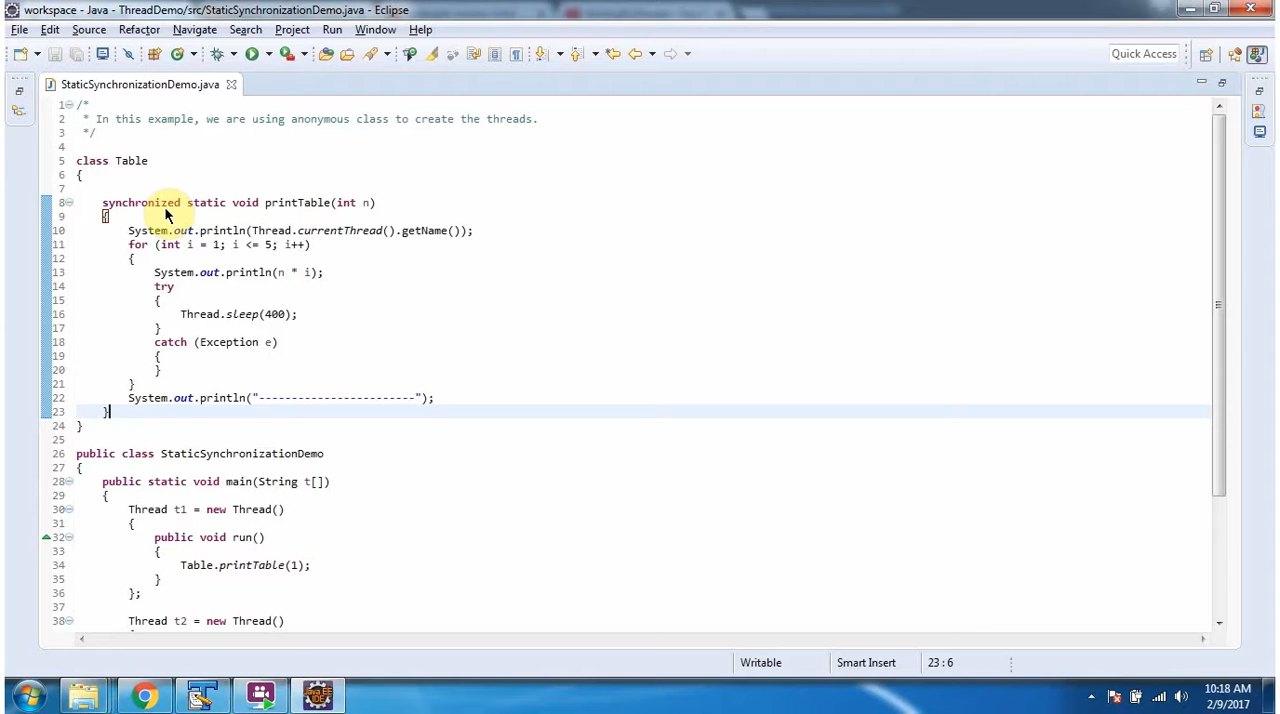 workspace - Java - ThreadDemo/src/StaticSynchronizationDemo.java - Eclipse
File Edit Source Refactor Navigate Search Project Run Window Help
Quick Access
StaticSynchronizationDemo.java
1 /*
2 * In this example, we are using anonymous class to create the threads.
3 */
4
5 class Table
6 {
7
8 synchronized static void printTable(int n)
9 {
10 System.out.println(Thread.currentThread().getName());
11 for (int i = 1; i <= 5; i++)
12 {
13 System.out.println(n * i);
14 try
15 {
16 Thread.sleep(400);
17 }
18 catch (Exception e)
19 {
20 }
21 }
22 System.out.println("------------------------");
23 }
24 }
25
26 public class StaticSynchronizationDemo
27 {
28 public static void main(String t[])
29 {
30 Thread t1 = new Thread()
31 {
32 public void run()
33 {
34 Table.printTable(1);
35 }
36 };
37
38 Thread t2 = new Thread()
Writable Smart Insert 23 : 6
Java EE
IDE
10:18 AM
2/9/2017